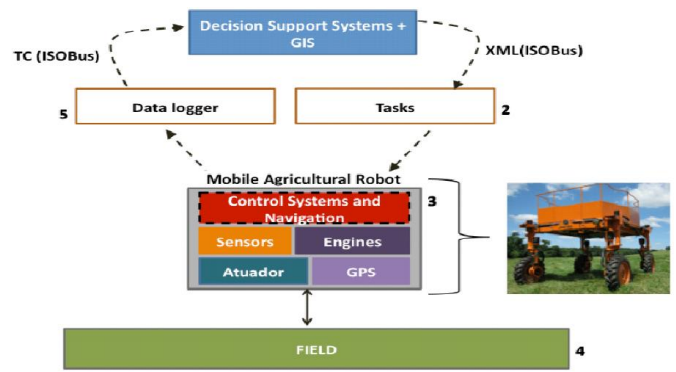 Decision Support Systems +
GIS
TC (ISOBus)
XML(ISOBus)
Data logger
Tasks
5
2
Mobile Agricultural Robot
Control Systems and
Navigation
3
Sensors
Engines
Atuador
GPS
FIELD
4